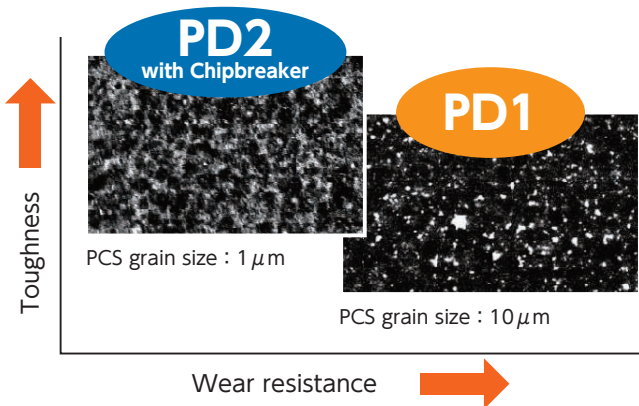 PD2
with Chipbreaker
PD1
Toughness
PCS grain size：1μm
PCS grain size：10μm
Wear resistance